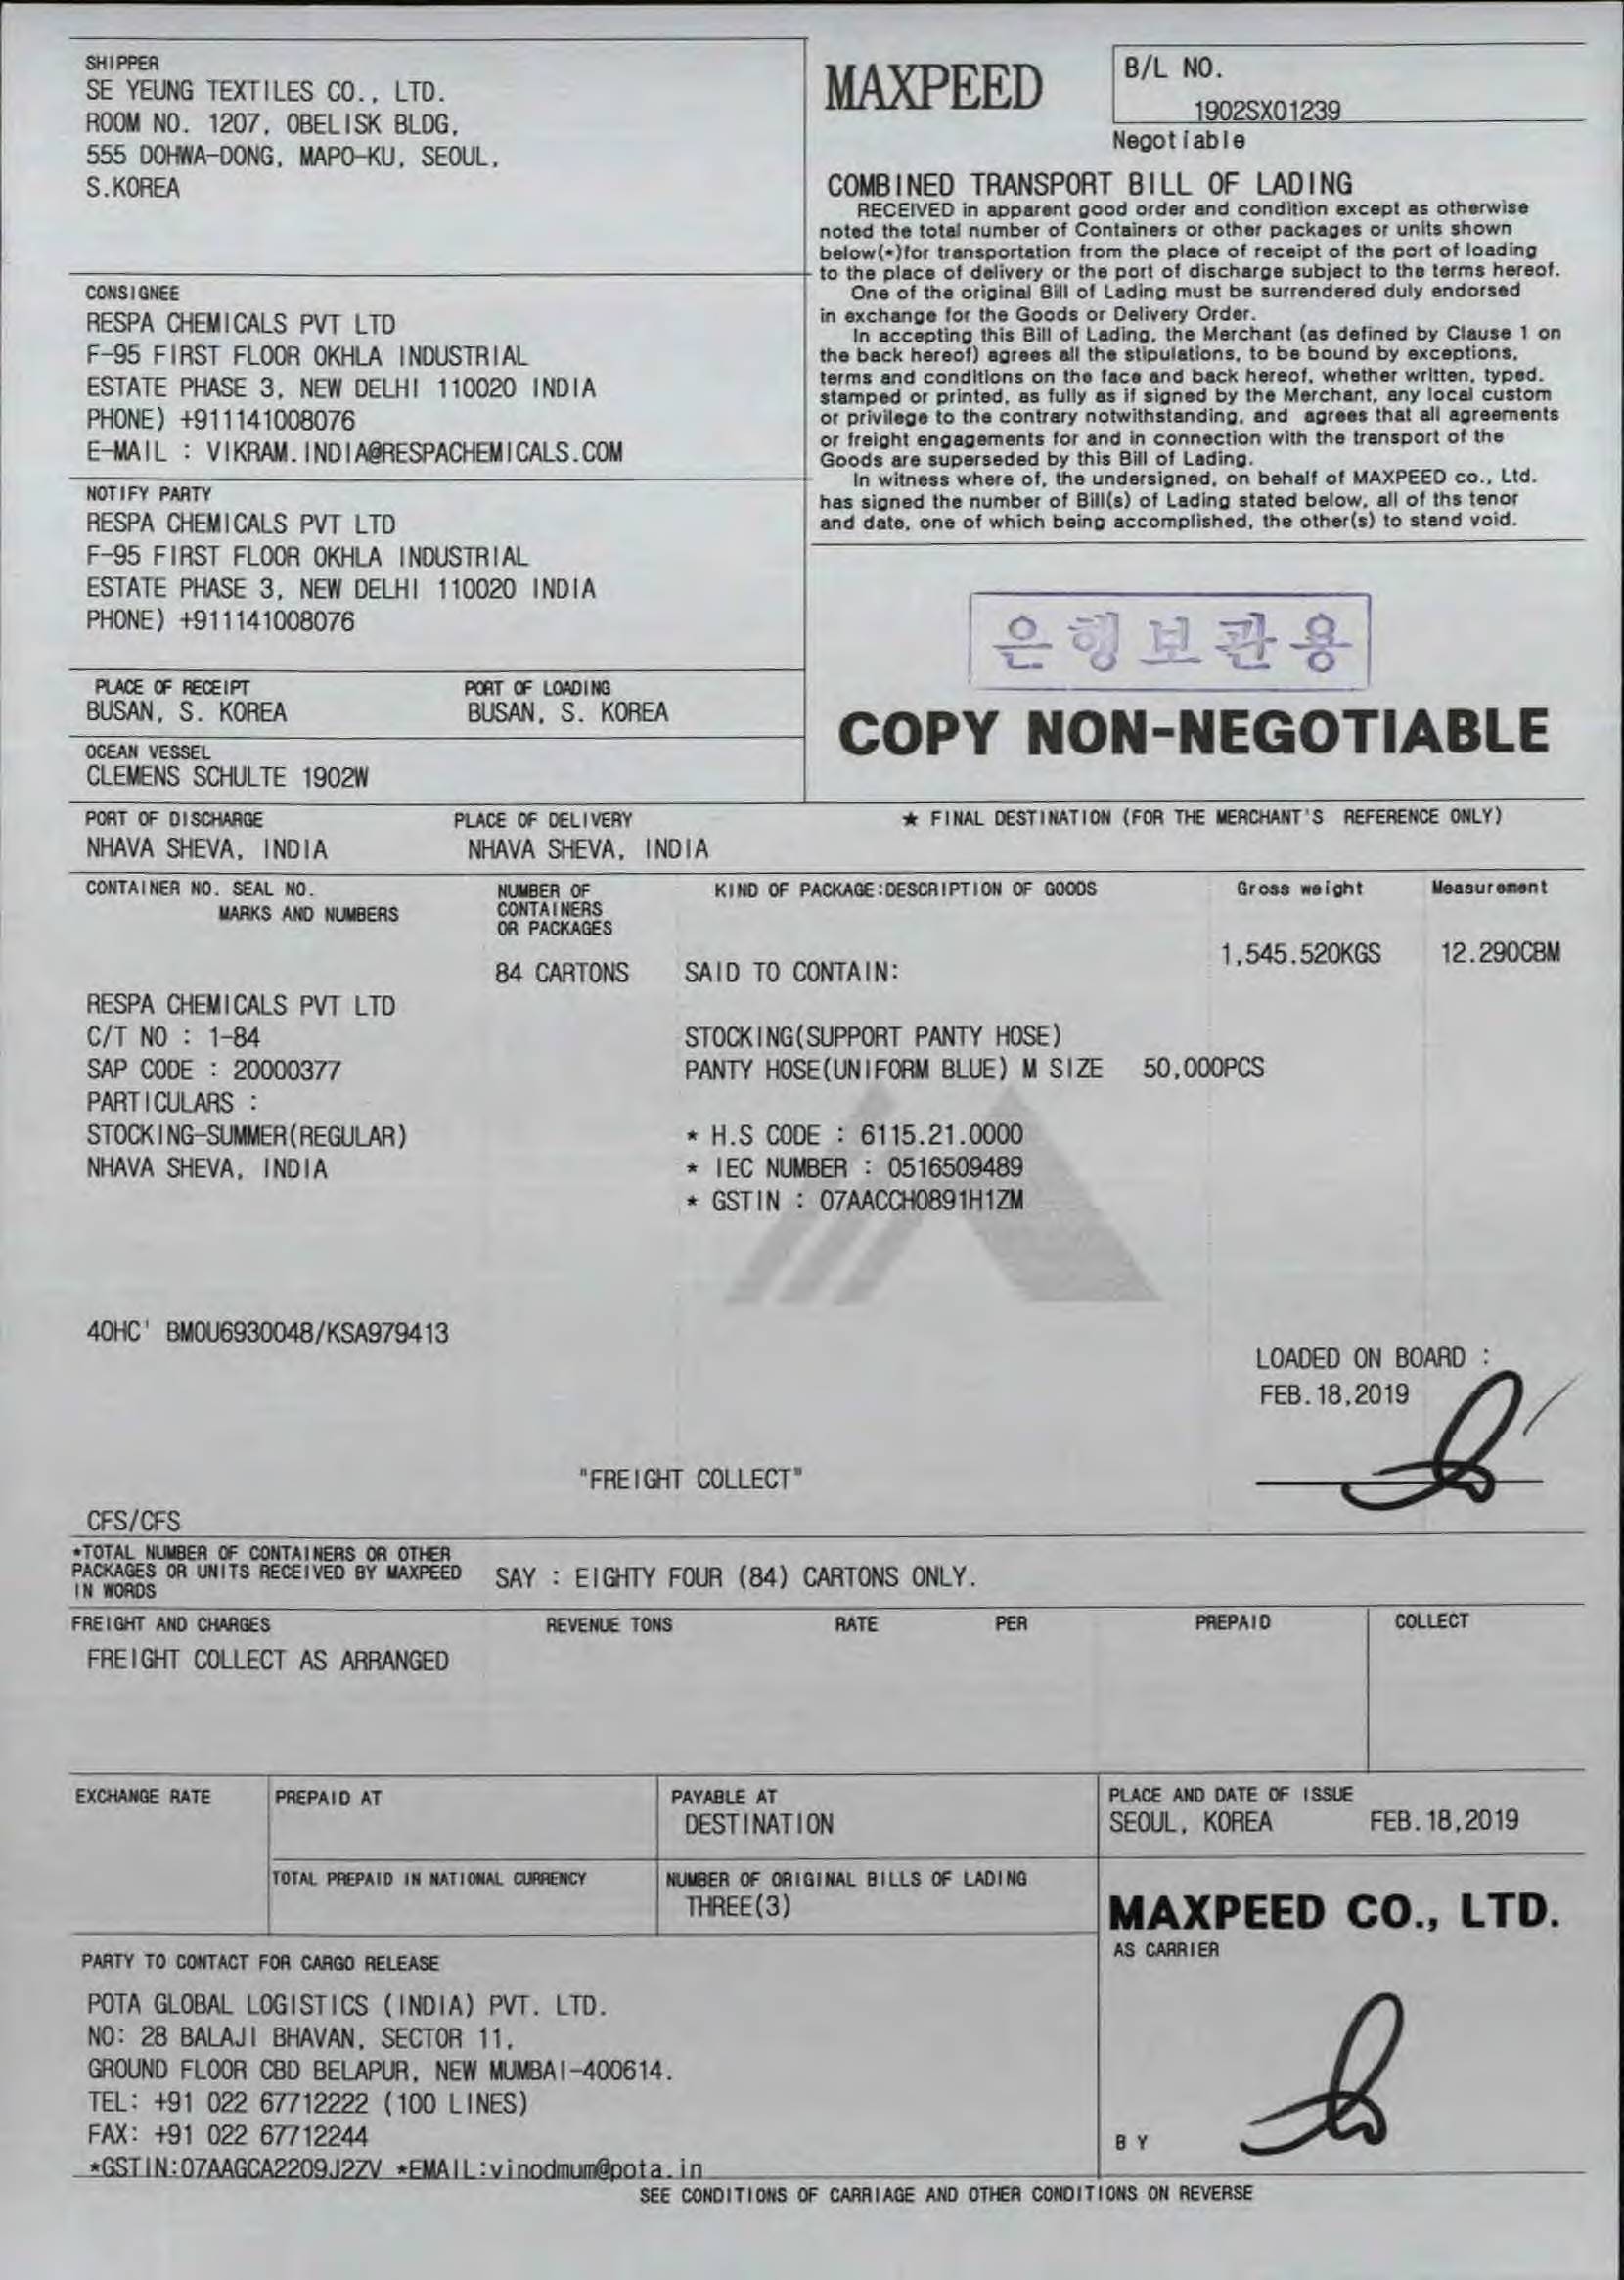 SHIPPER
SE YEUNG TEXTILES CO., LTD.
ROOM NO. 1207, OBELISK BLDG,
555 DOHWA-DONG, MAPO-KU, SEOUL,
S.KOREA
MAXPEED
B/L NO.
1902SX01239
Negotiable
COMBINED TRANSPORT BILL OF LADING
RECEIVED in apparent good order and condition except as otherwise
noted the total number of Containers or other packages or units shown
below(*)for transportation from the place of receipt of the port of loading
to the place of delivery or the port of discharge subject to the terms hereof.
One of the original Bill of Lading must be surrendered duly endorsed
in exchange for the Goods or Delivery Order.
In accepting this Bill of Lading, the Merchant (as defined by Clause 1 on
the back hereof) agrees all the stipulations, to be bound by exceptions,
terms and conditions on the face and back hereof, whether written, typed,
stamped or printed, as fully as if signed by the Merchant, any local custom
or privilege to the contrary notwithstanding, and agrees that all agreements
or freight engagements for and in connection with the transport of the
Goods are superseded by this Bill of Lading.
In witness where of, the undersigned, on behalf of MAXPEED co., Ltd.
has signed the number of Bill(s) of Lading stated below, all of ths tenor
and date, one of which being accomplished, the other(s) to stand void.
CONSIGNEE
RESPA CHEMICALS PVT LTD
F-95 FIRST FLOOR OKHLA INDUSTRIAL
ESTATE PHASE 3, NEW DELHI 110020 INDIA
PHONE) +911141008076
E-MAIL : VIKRAM.INDIA@RESPACHEMICALS.COM
NOTIFY PARTY
RESPA CHEMICALS PVT LTD
F-95 FIRST FLOOR OKHLA INDUSTRIAL
ESTATE PHASE 3, NEW DELHI 110020 INDIA
PHONE) +911141008076
은행보관용
COPY NON-NEGOTIABLE
PLACE OF RECEIPT PORT OF LOADING
BUSAN, S. KOREA BUSAN, S. KOREA
OCEAN VESSEL
CLEMENS SCHULTE 1902W
PORT OF DISCHARGE PLACE OF DELIVERY ★ FINAL DESTINATION (FOR THE MERCHANT'S REFERENCE ONLY)
NHAVA SHEVA, INDIA NHAVA SHEVA, INDIA
CONTAINER NO. SEAL NO.
MARKS AND NUMBERS
NUMBER OF
CONTAINERS
OR PACKAGES
KIND OF PACKAGE:DESCRIPTION OF GOODS
Gross weight
Measurement
1,545.520KGS 12.290CBM
84 CARTONS SAID TO CONTAIN:
RESPA CHEMICALS PVT LTD
C/T NO : 1-84 STOCKING(SUPPORT PANTY HOSE)
SAP CODE : 20000377 PANTY HOSE(UNIFORM BLUE) M SIZE 50,000PCS
PARTICULARS :
STOCKING-SUMMER(REGULAR) * H.S CODE : 6115.21.0000
NHAVA SHEVA, INDIA * IEC NUMBER : 0516509489
* GSTIN : 07AACCH0891H1ZM
40HC' BMOU6930048/KSA979413
LOADED ON BOARD :
FEB.18,2019
"FREIGHT COLLECT"
CFS/CFS
*TOTAL NUMBER OF CONTAINERS OR OTHER
PACKAGES OR UNITS RECEIVED BY MAXPEED
IN WORDS
SAY : EIGHTY FOUR (84) CARTONS ONLY.
FREIGHT AND CHARGES REVENUE TONS RATE PER PREPAID COLLECT
FREIGHT COLLECT AS ARRANGED
EXCHANGE RATE PREPAID AT PAYABLE AT PLACE AND DATE OF ISSUE
DESTINATION SEOUL, KOREA FEB.18,2019
TOTAL PREPAID IN NATIONAL CURRENCY NUMBER OF ORIGINAL BILLS OF LADING
THREE(3)
MAXPEED CO., LTD.
AS CARRIER
PARTY TO CONTACT FOR CARGO RELEASE
POTA GLOBAL LOGISTICS (INDIA) PVT. LTD.
NO: 28 BALAJI BHAVAN, SECTOR 11,
GROUND FLOOR CBD BELAPUR, NEW MUMBAI-400614.
TEL: +91 022 67712222 (100 LINES)
FAX: +91 022 67712244
*GSTIN:07AAGCA2209J2ZV *EMAIL:vinodmum@pota.in
BY
SEE CONDITIONS OF CARRIAGE AND OTHER CONDITIONS ON REVERSE